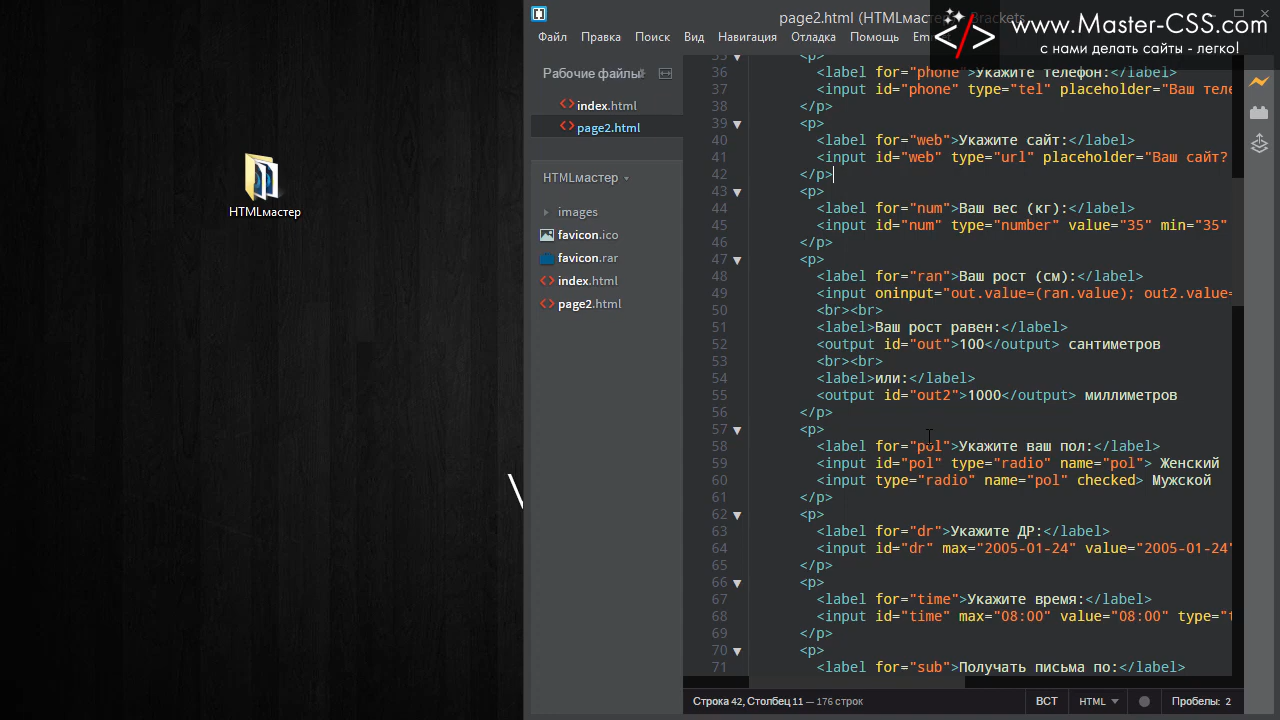 page2.html (HTMLмастер) - Brackets
www.Master-CSS.com
с нами делать сайты - легко!
Файл Правка Поиск Вид Навигация Отладка Помощь Em
Рабочие файлы
index.html
page2.html
HTMLмастер
images
favicon.ico
favicon.rar
index.html
page2.html
HTMLмастер
35 <p>
36 <label for="phone">Укажите телефон:</label>
37 <input id="phone" type="tel" placeholder="Ваш теле
38 </p>
39 <p>
40 <label for="web">Укажите сайт:</label>
41 <input id="web" type="url" placeholder="Ваш сайт?
42 </p>
43 <p>
44 <label for="num">Ваш вес (кг):</label>
45 <input id="num" type="number" value="35" min="35"
46 </p>
47 <p>
48 <label for="ran">Ваш рост (см):</label>
49 <input oninput="out.value=(ran.value); out2.value=
50 <br><br>
51 <label>Ваш рост равен:</label>
52 <output id="out">100</output> сантиметров
53 <br><br>
54 <label>или:</label>
55 <output id="out2">1000</output> миллиметров
56 </p>
57 <p>
58 <label for="pol">Укажите ваш пол:</label>
59 <input id="pol" type="radio" name="pol"> Женский
60 <input type="radio" name="pol" checked> Мужской
61 </p>
62 <p>
63 <label for="dr">Укажите ДР:</label>
64 <input id="dr" max="2005-01-24" value="2005-01-24"
65 </p>
66 <p>
67 <label for="time">Укажите время:</label>
68 <input id="time" max="08:00" value="08:00" type="t
69 </p>
70 <p>
71 <label for="sub">Получать письма по:</label>
Строка 42, Столбец 11 — 176 строк ВСТ HTML Пробелы: 2